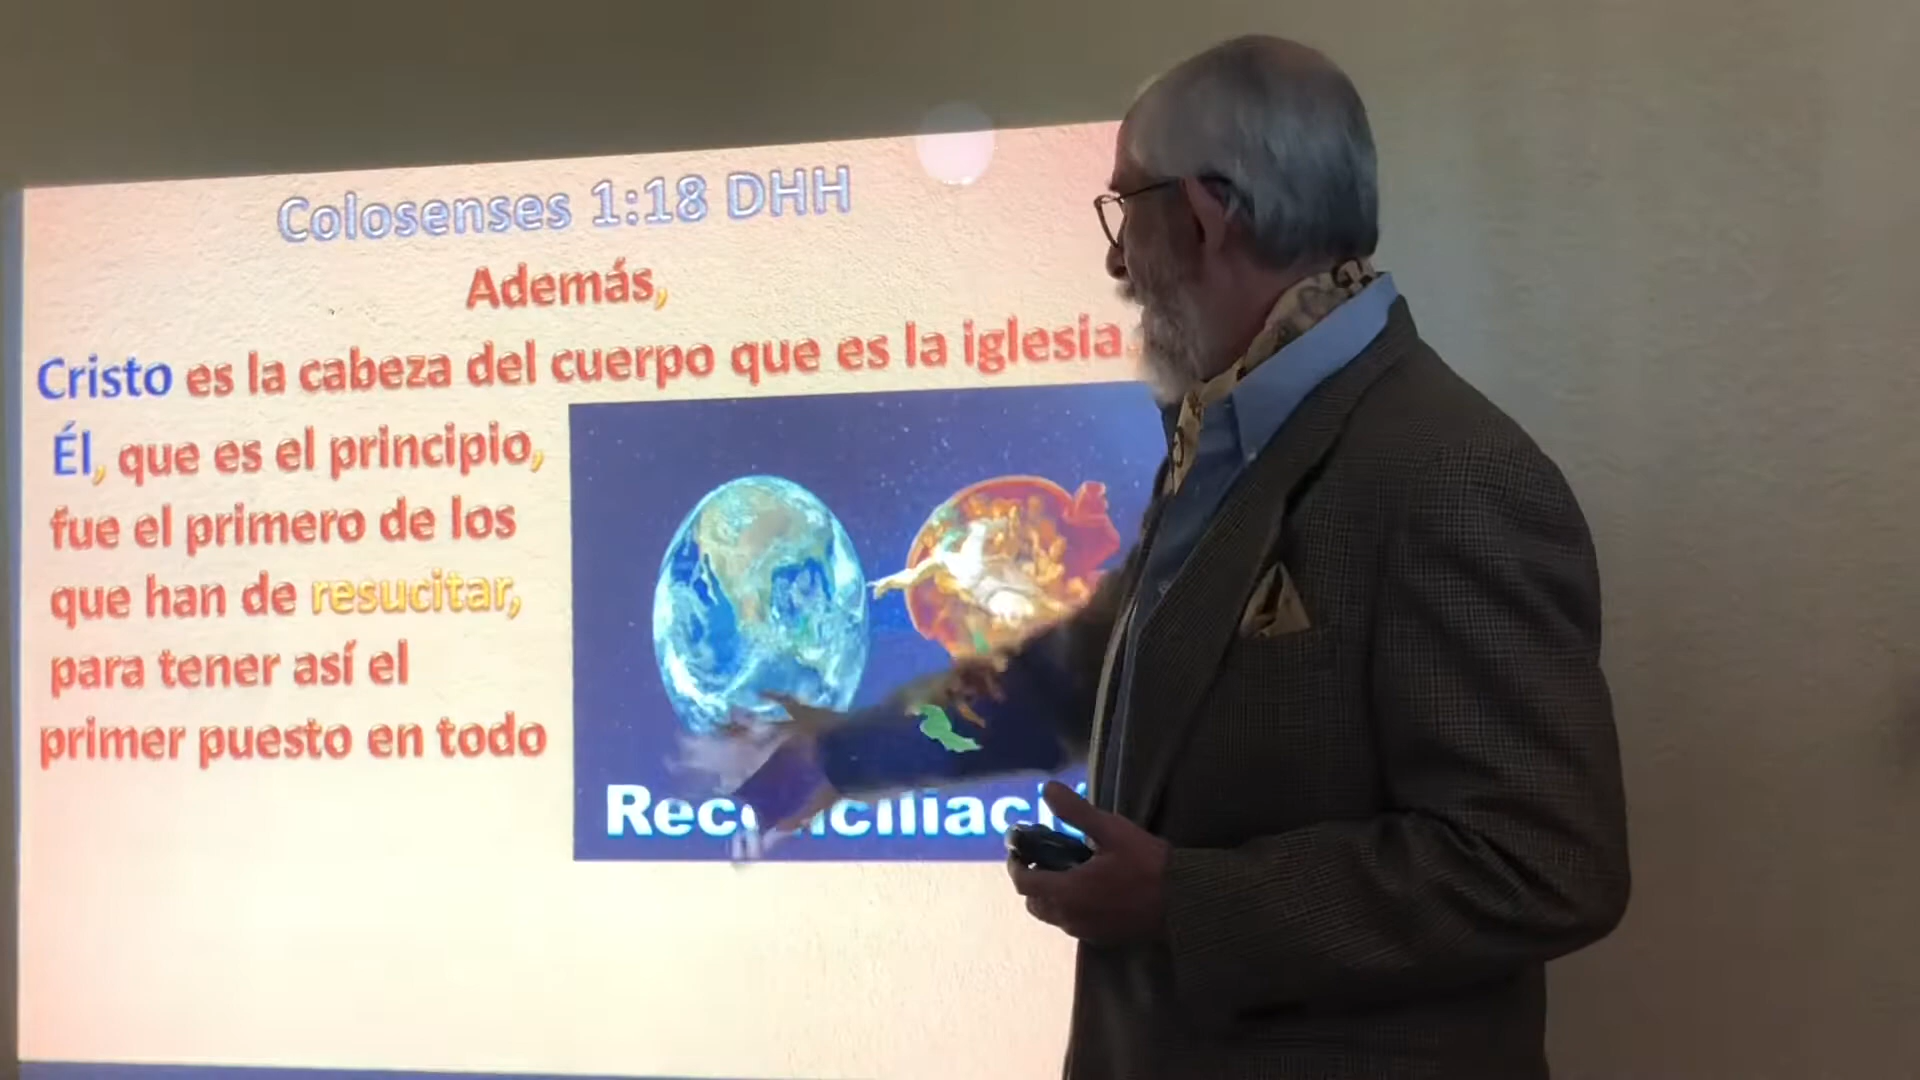 Colosenses 1:18 DHH
Además,
Cristo es la cabeza del cuerpo que es la iglesia.
Él, que es el principio,
fue el primero de los
que han de resucitar,
para tener así el
primer puesto en todo